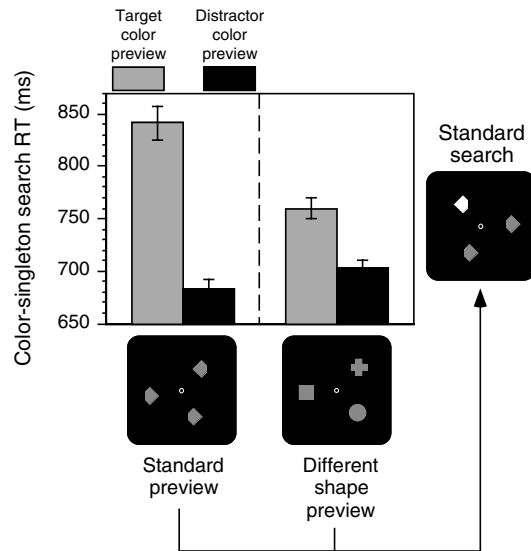 Target
color
preview
Distractor
color
preview
Color-singleton search RT (ms)
850
800
750
700
650
Standard
search
Standard
preview
Different
shape
preview